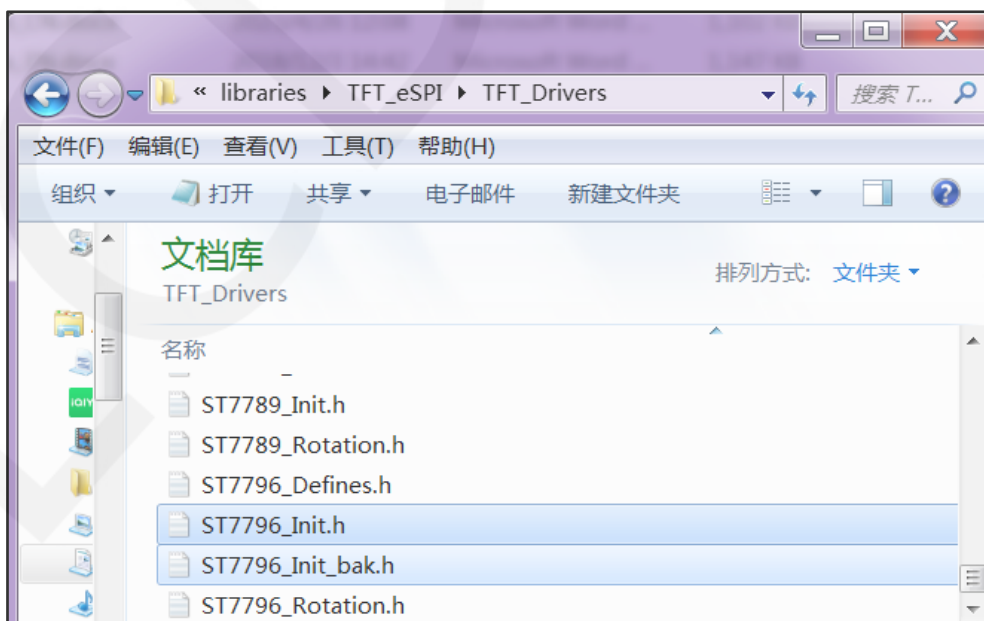 « libraries ▸ TFT_eSPI ▸ TFT_Drivers
搜索 T...
文件(F) 编辑(E) 查看(V) 工具(T) 帮助(H)
组织 打开 共享 电子邮件 新建文件夹
文档库
TFT_Drivers
排列方式: 文件夹
名称
ST7789_Init.h
ST7789_Rotation.h
ST7796_Defines.h
ST7796_Init.h
ST7796_Init_bak.h
ST7796_Rotation.h